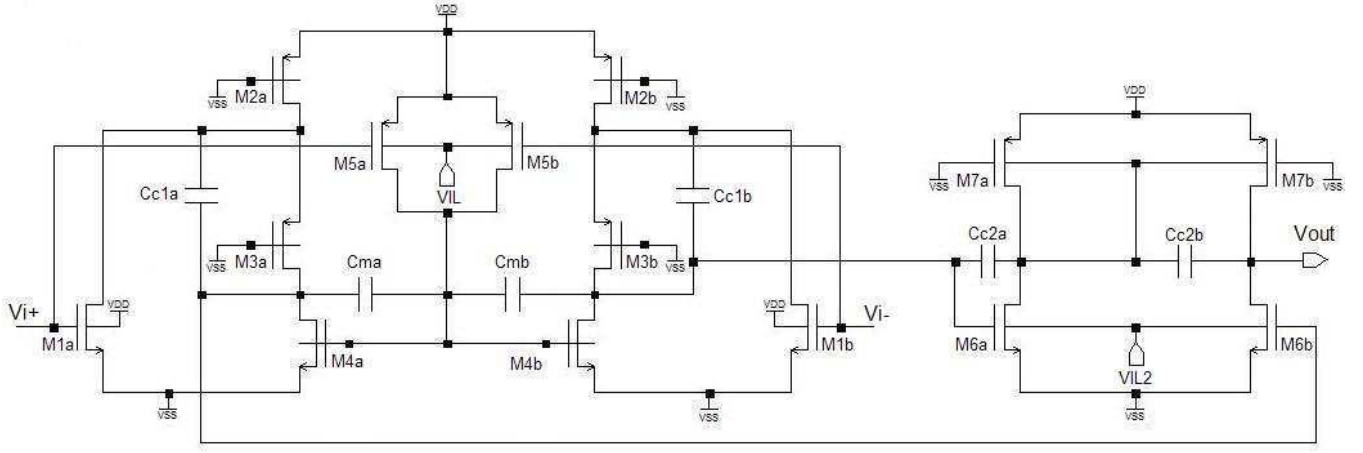 VDD
M2a
M2b
VSS
VSS
VDD
M5a
M5b
M7a
M7b
VSS
VSS
Cc1a
VIL
Cc1b
Cc2a
Cc2b
Vout
VSS
M3a
Cma
Cmb
M3b
VSS
Vi+
VDD
VDD
Vi-
M1a
M4a
M4b
M1b
M6a
VIL2
M6b
VSS
VSS
VSS